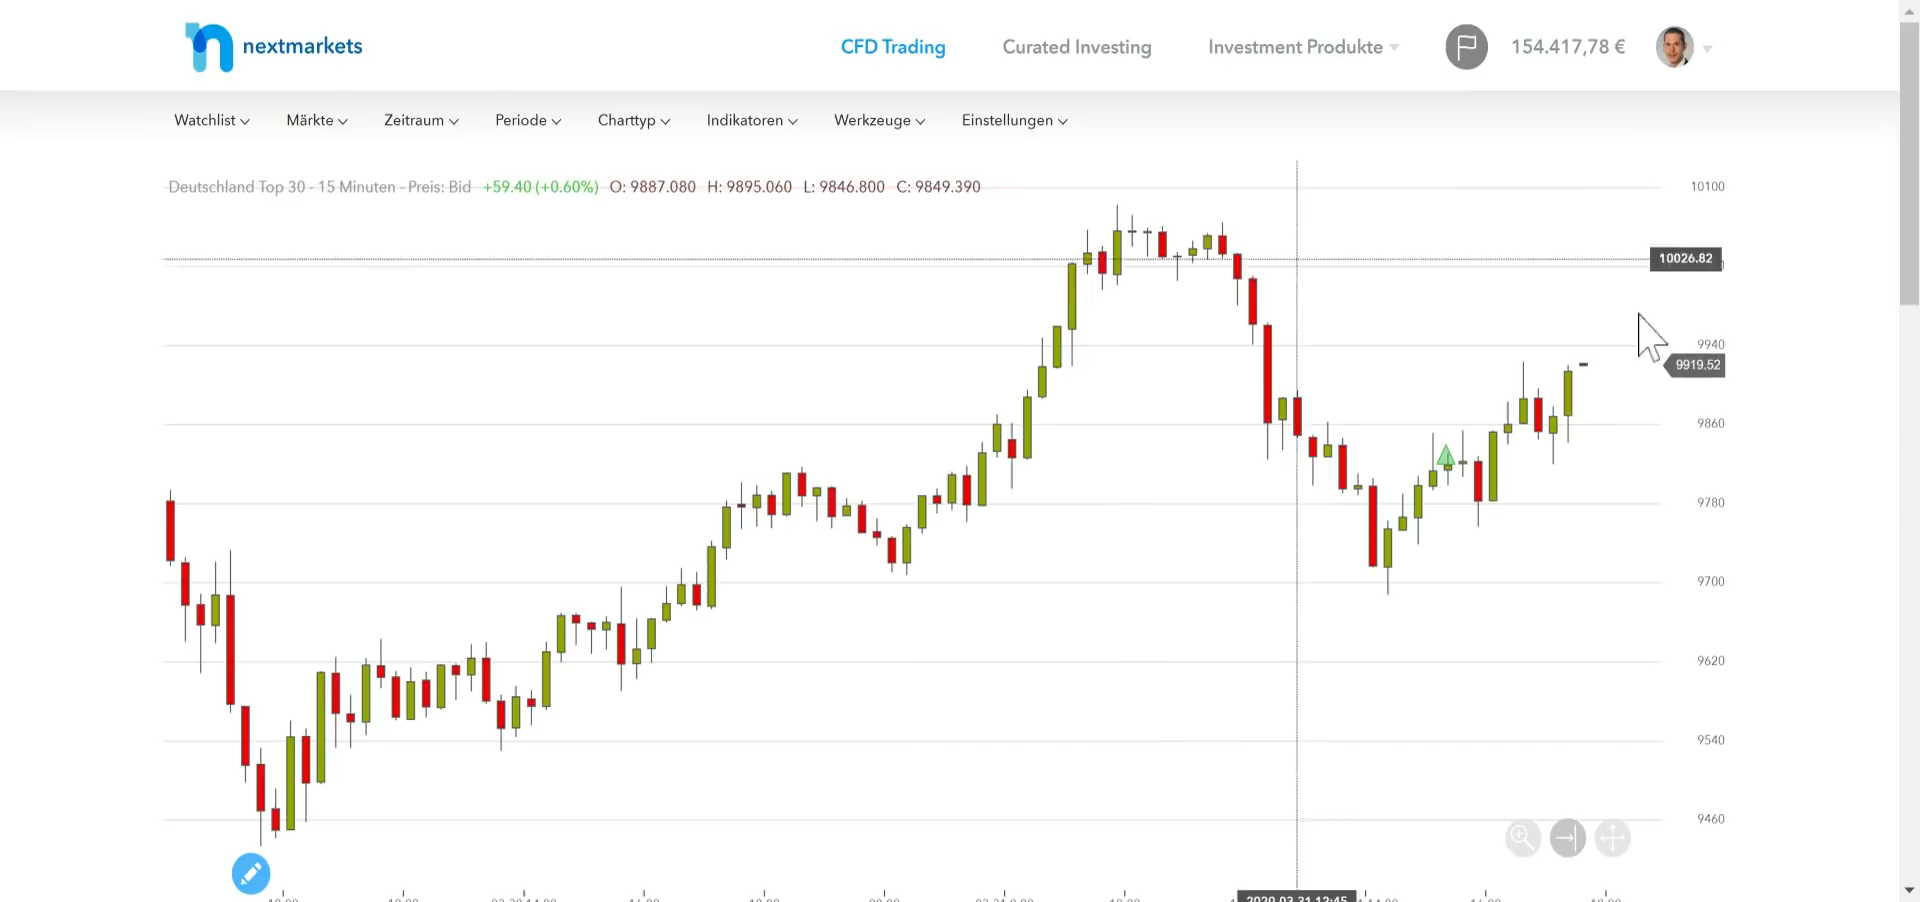 nextmarkets
CFD Trading Curated Investing Investment Produkte 154.417,78 €
Watchlist Märkte Zeitraum Periode Charttyp Indikatoren Werkzeuge Einstellungen
Deutschland Top 30 - 15 Minuten - Preis: Bid +59.40 (+0.60%) O: 9887.080 H: 9895.060 L: 9846.800 C: 9849.390
10100
10026.82
9940
9919.52
9860
9780
9700
9620
9540
9460
2020.03.31 12:45